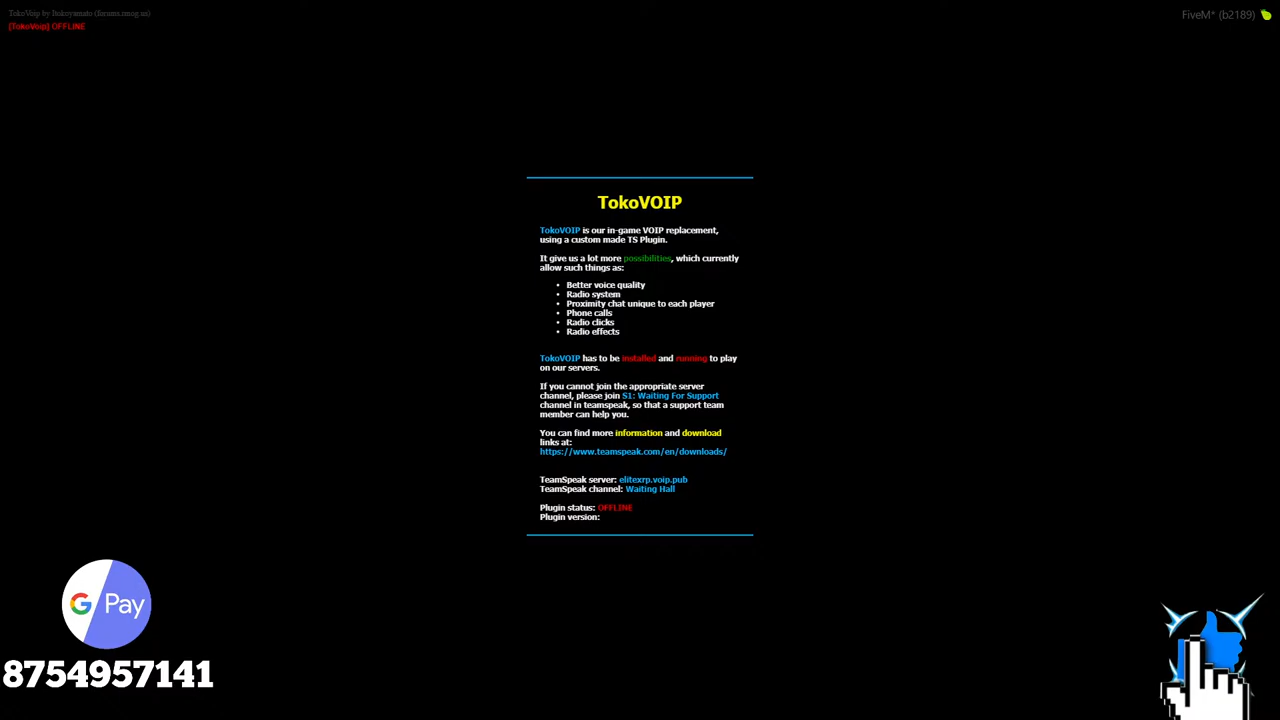 TokoVoip by Itokoyamato (forums.rmog.us)
[TokoVoip] OFFLINE
FiveM* (b2189)
TokoVOIP
TokoVOIP is our in-game VOIP replacement,
using a custom made TS Plugin.
It give us a lot more possibilities, which currently
allow such things as:
• Better voice quality
• Radio system
• Proximity chat unique to each player
• Phone calls
• Radio clicks
• Radio effects
TokoVOIP has to be installed and running to play
on our servers.
If you cannot join the appropriate server
channel, please join S1: Waiting For Support
channel in teamspeak, so that a support team
member can help you.
You can find more information and download
links at:
https://www.teamspeak.com/en/downloads/
TeamSpeak server: elitexrp.voip.pub
TeamSpeak channel: Waiting Hall
Plugin status: OFFLINE
Plugin version:
G Pay
8754957141